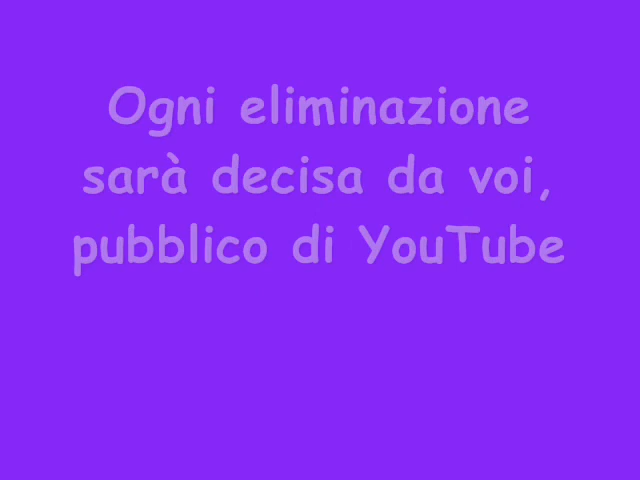 Ogni eliminazione
sarà decisa da voi,
pubblico di YouTube